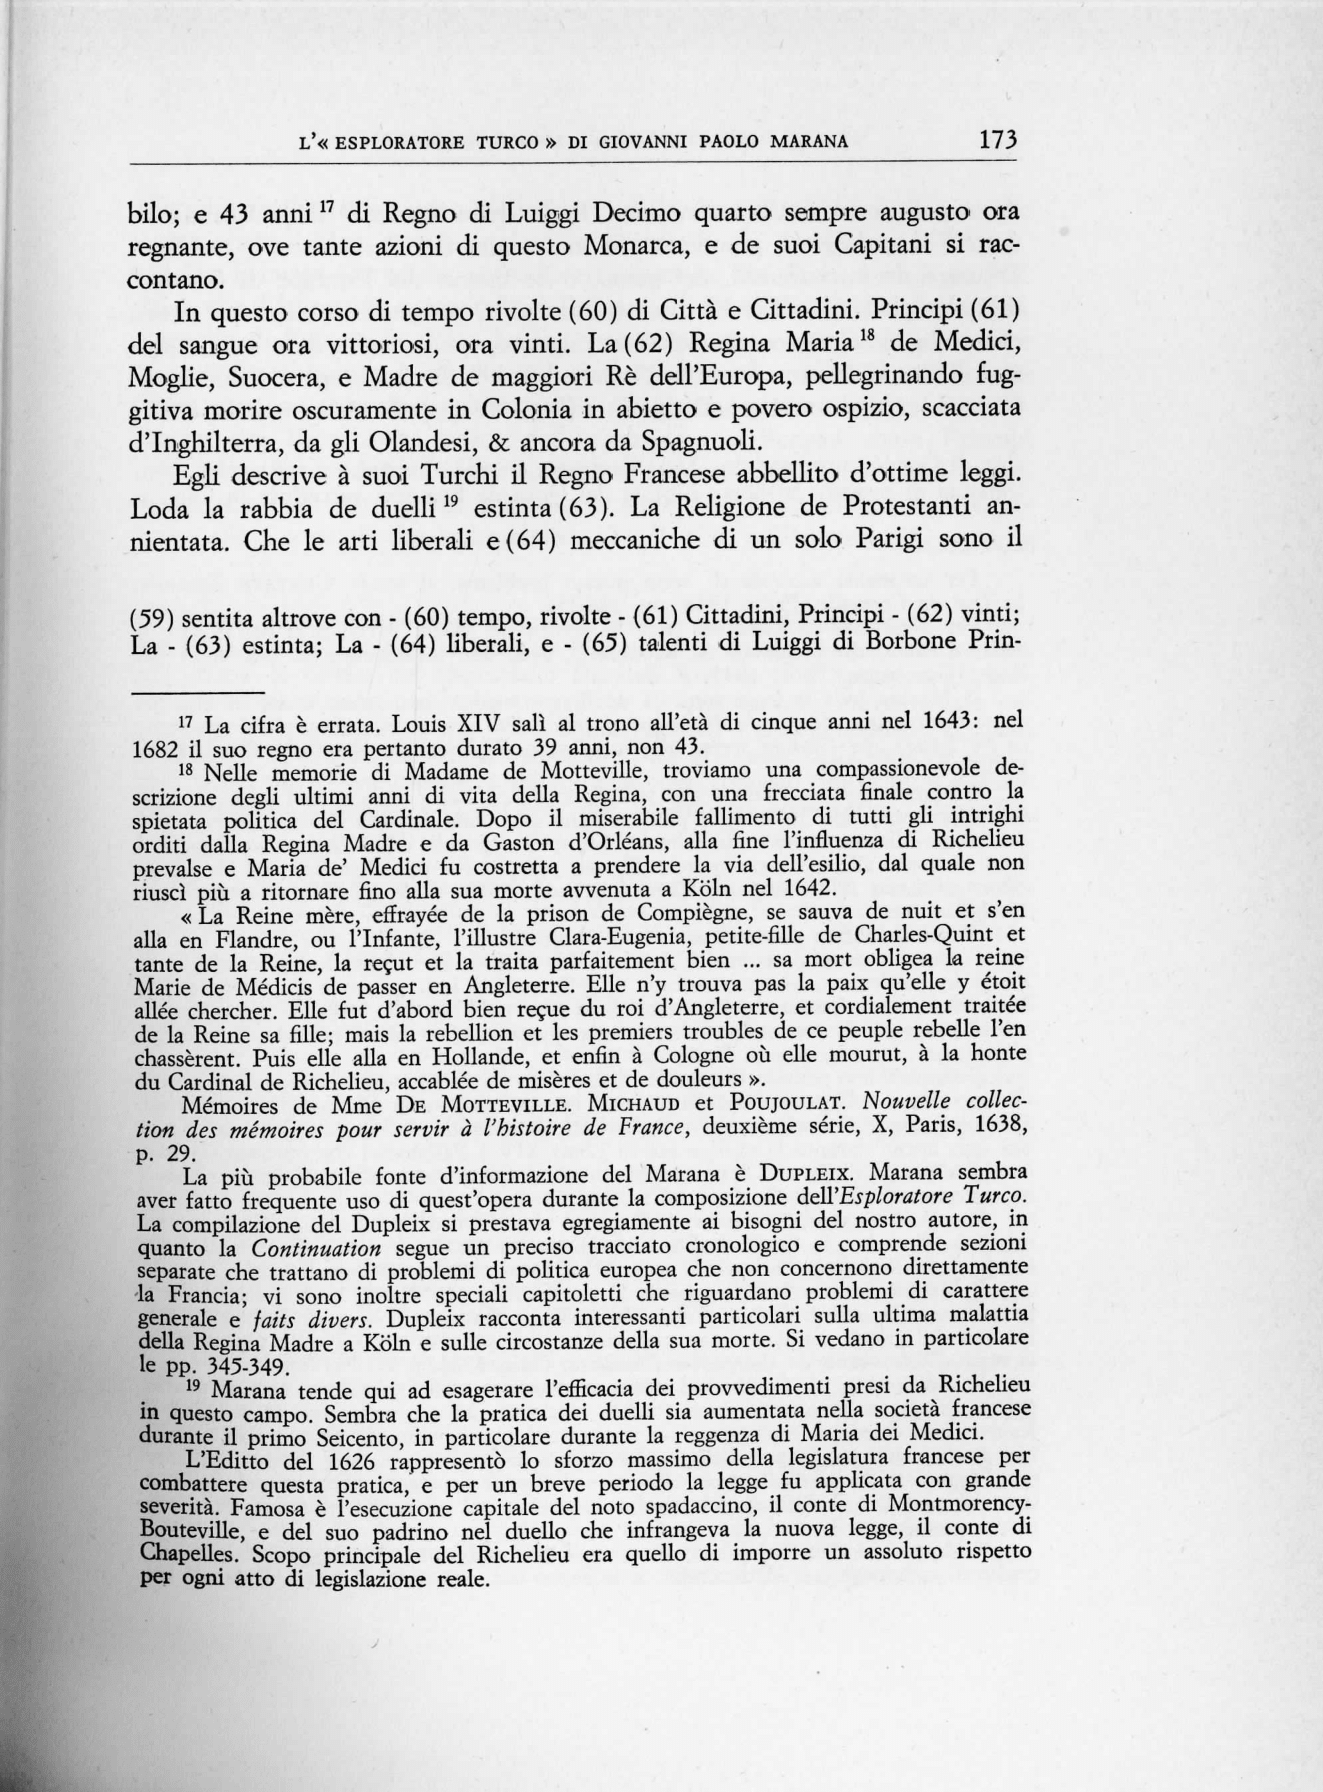 L'« ESPLORATORE TURCO » DI GIOVANNI PAOLO MARANA 173
bilo; e 43 anni 17 di Regno di Luiggi Decimo quarto sempre augusto ora
regnante, ove tante azioni di questo Monarca, e de suoi Capitani si rac-
contano.
In questo corso di tempo rivolte (60) di Città e Cittadini. Principi (61)
del sangue ora vittoriosi, ora vinti. La (62) Regina Maria 18 de Medici,
Moglie, Suocera, e Madre de maggiori Rè dell'Europa, pellegrinando fug-
gitiva morire oscuramente in Colonia in abietto e povero ospizio, scacciata
d'Inghilterra, da gli Olandesi, & ancora da Spagnuoli.
Egli descrive à suoi Turchi il Regno Francese abbellito d'ottime leggi.
Loda la rabbia de duelli 19 estinta (63). La Religione de Protestanti an-
nientata. Che le arti liberali e (64) meccaniche di un solo Parigi sono il
(59) sentita altrove con - (60) tempo, rivolte - (61) Cittadini, Principi - (62) vinti;
La - (63) estinta; La - (64) liberali, e - (65) talenti di Luiggi di Borbone Prin-
17 La cifra è errata. Louis XIV salì al trono all'età di cinque anni nel 1643: nel
1682 il suo regno era pertanto durato 39 anni, non 43.
18 Nelle memorie di Madame de Motteville, troviamo una compassionevole de-
scrizione degli ultimi anni di vita della Regina, con una frecciata finale contro la
spietata politica del Cardinale. Dopo il miserabile fallimento di tutti gli intrighi
orditi dalla Regina Madre e da Gaston d'Orléans, alla fine l'influenza di Richelieu
prevalse e Maria de' Medici fu costretta a prendere la via dell'esilio, dal quale non
riuscì più a ritornare fino alla sua morte avvenuta a Köln nel 1642.
« La Reine mère, effrayée de la prison de Compiègne, se sauva de nuit et s'en
alla en Flandre, ou l'Infante, l'illustre Clara-Eugenia, petite-fille de Charles-Quint et
tante de la Reine, la reçut et la traita parfaitement bien ... sa mort obligea la reine
Marie de Médicis de passer en Angleterre. Elle n'y trouva pas la paix qu'elle y étoit
allée chercher. Elle fut d'abord bien reçue du roi d'Angleterre, et cordialement traitée
de la Reine sa fille; mais la rebellion et les premiers troubles de ce peuple rebelle l'en
chassèrent. Puis elle alla en Hollande, et enfin à Cologne où elle mourut, à la honte
du Cardinal de Richelieu, accablée de misères et de douleurs ».
Mémoires de Mme DE MOTTEVILLE. MICHAUD et POUJOULAT. Nouvelle collec-
tion des mémoires pour servir à l'histoire de France, deuxième série, X, Paris, 1638,
p. 29.
La più probabile fonte d'informazione del Marana è DUPLEIX. Marana sembra
aver fatto frequente uso di quest'opera durante la composizione dell'Esploratore Turco.
La compilazione del Dupleix si prestava egregiamente ai bisogni del nostro autore, in
quanto la Continuation segue un preciso tracciato cronologico e comprende sezioni
separate che trattano di problemi di politica europea che non concernono direttamente
la Francia; vi sono inoltre speciali capitoletti che riguardano problemi di carattere
generale e faits divers. Dupleix racconta interessanti particolari sulla ultima malattia
della Regina Madre a Köln e sulle circostanze della sua morte. Si vedano in particolare
le pp. 345-349.
19 Marana tende qui ad esagerare l'efficacia dei provvedimenti presi da Richelieu
in questo campo. Sembra che la pratica dei duelli sia aumentata nella società francese
durante il primo Seicento, in particolare durante la reggenza di Maria dei Medici.
L'Editto del 1626 rappresentò lo sforzo massimo della legislatura francese per
combattere questa pratica, e per un breve periodo la legge fu applicata con grande
severità. Famosa è l'esecuzione capitale del noto spadaccino, il conte di Montmorency-
Bouteville, e del suo padrino nel duello che infrangeva la nuova legge, il conte di
Chapelles. Scopo principale del Richelieu era quello di imporre un assoluto rispetto
per ogni atto di legislazione reale.